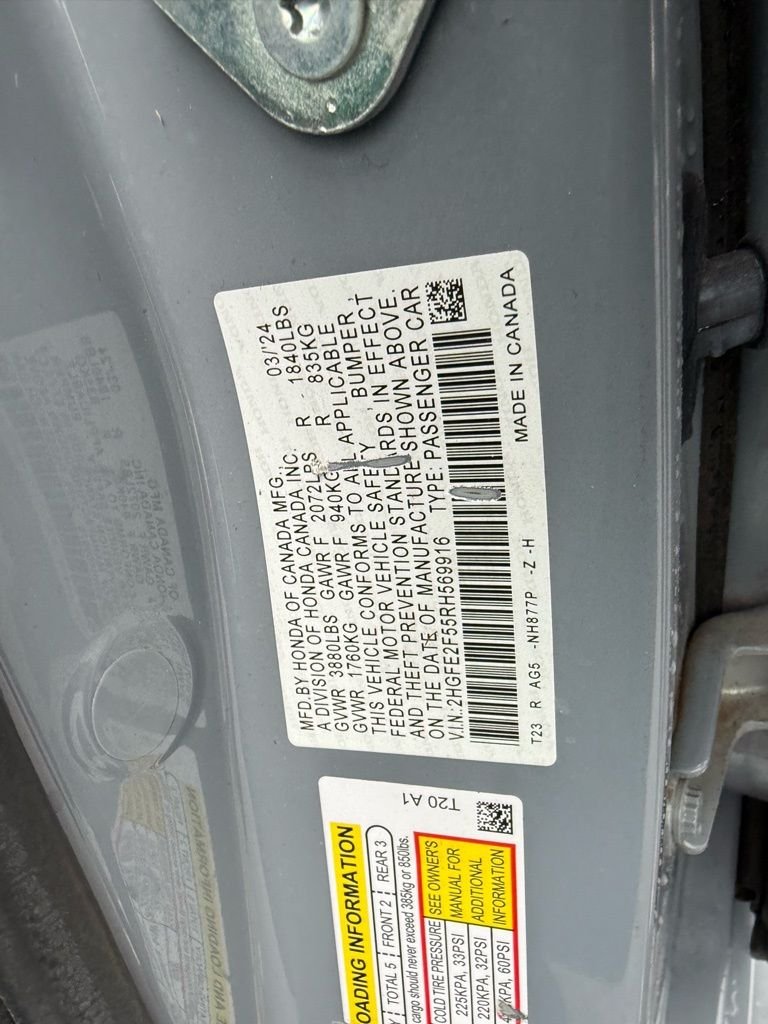 MFD.BY HONDA OF CANADA MFG., 03/'24
A DIVISION OF HONDA CANADA INC.
GVWR 3880LBS GAWR F 2072LBS R 1840LBS
GVWR 1760KG GAWR F 940KG R 835KG
THIS VEHICLE CONFORMS TO ALL APPLICABLE
FEDERAL MOTOR VEHICLE SAFETY, BUMPER,
AND THEFT PREVENTION STANDARDS, IN EFFECT
ON THE DATE OF MANUFACTURE SHOWN ABOVE.
V.I.N.:2HGFE2F55RH569916 TYPE: PASSENGER CAR
MADE IN CANADA
T23 R AG5 -NH877P -Z -H
T20 A1
LOADING INFORMATION
TOTAL 5 FRONT 2 REAR 3
cargo should never exceed 385kg or 850lbs.
COLD TIRE PRESSURE SEE OWNER'S
225KPA, 33PSI MANUAL FOR
220KPA, 32PSI ADDITIONAL
KPA, 60PSI INFORMATION